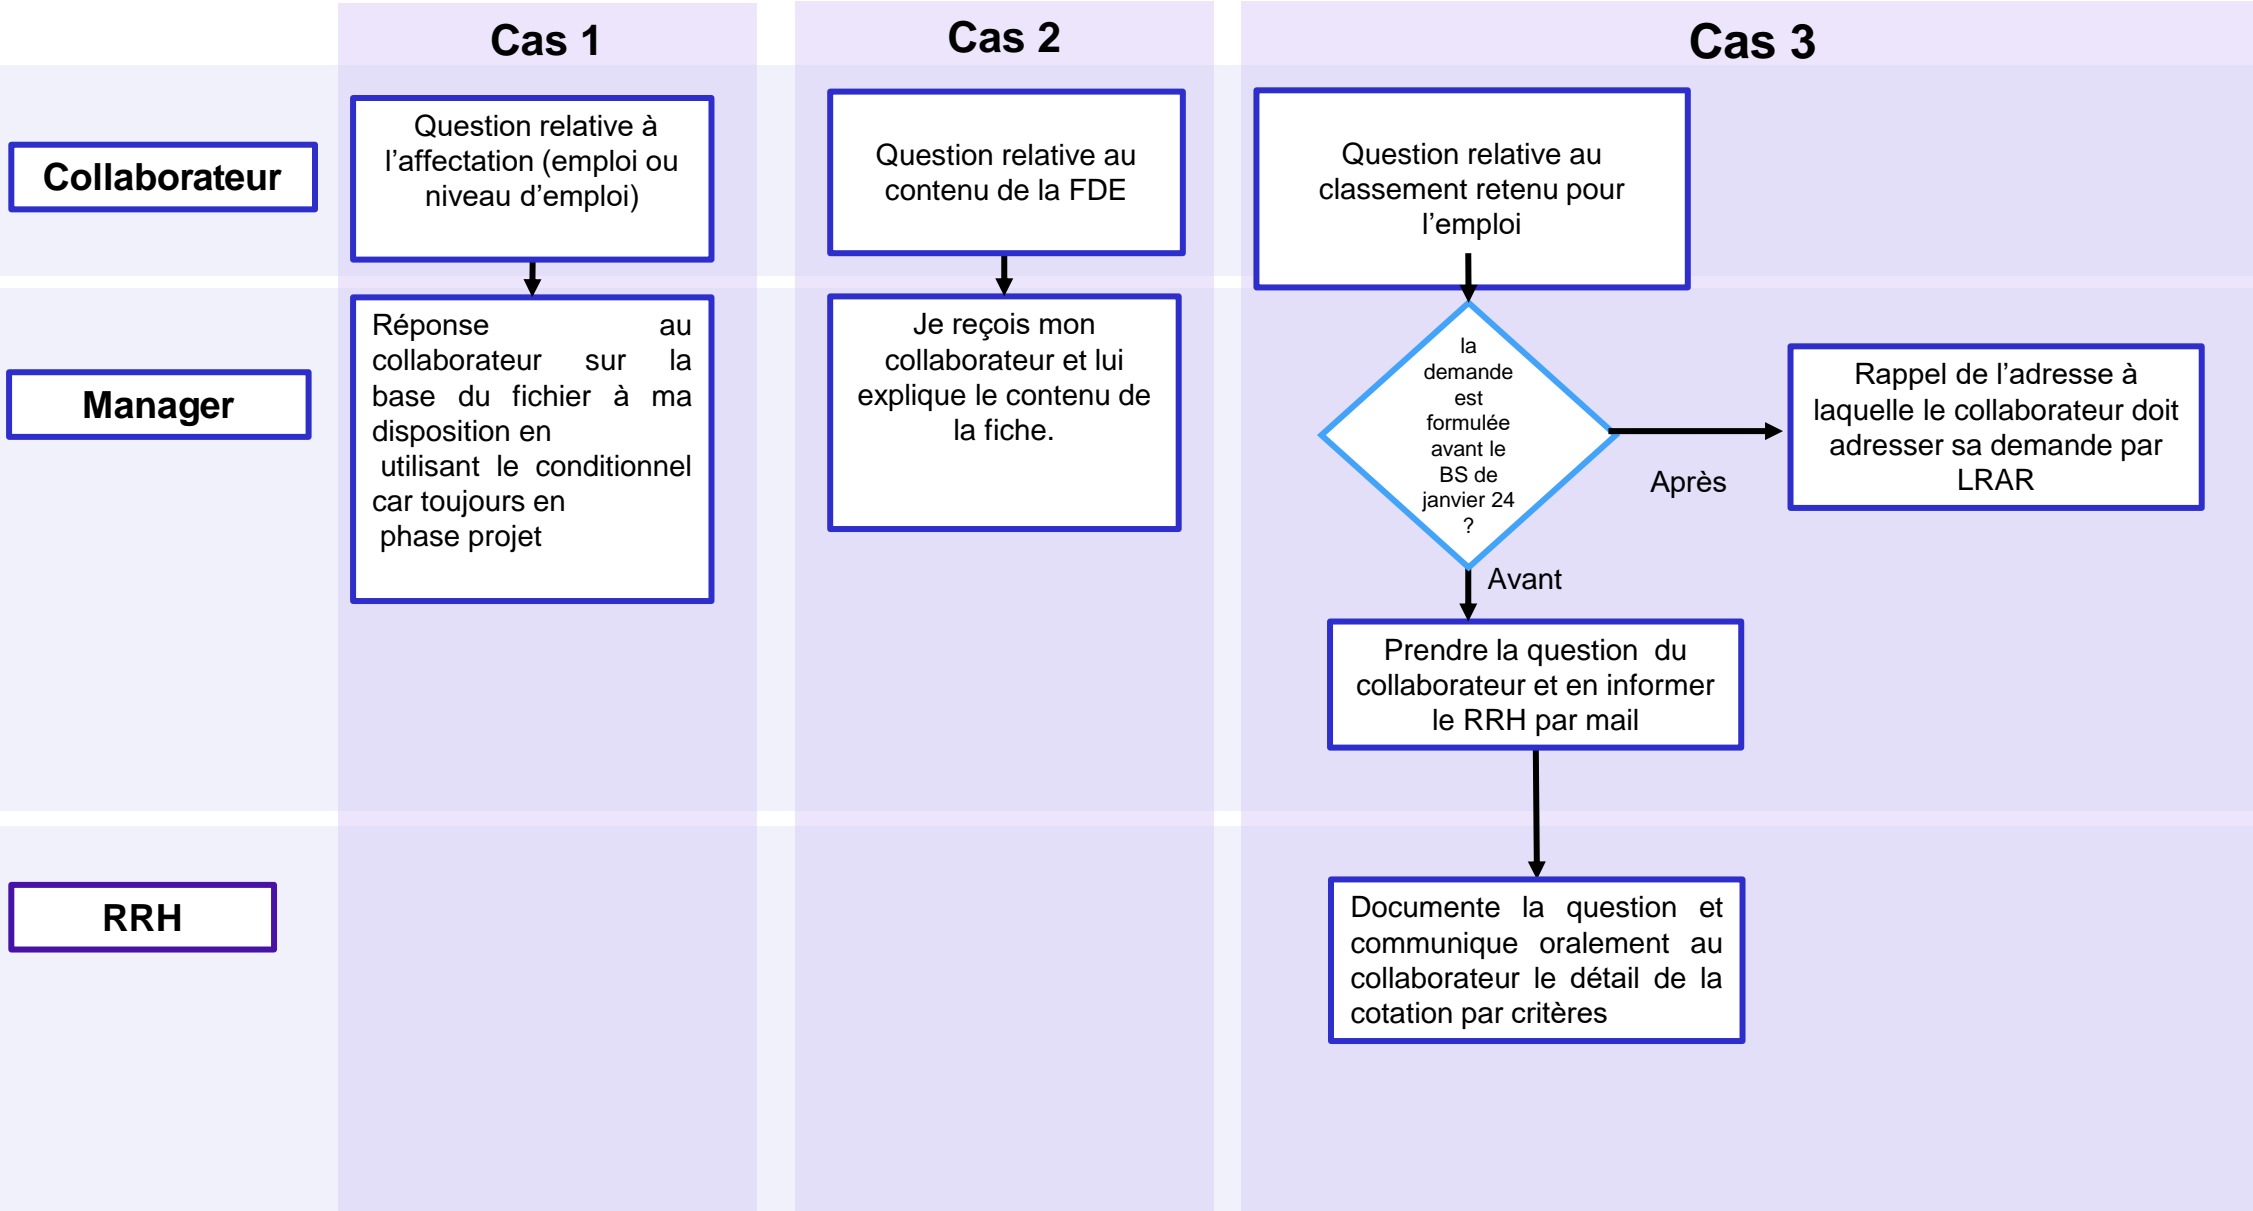 Cas 1
Cas 2
Cas 3
Collaborateur
Question relative à
l’affectation (emploi ou
niveau d’emploi)
Question relative au
contenu de la FDE
Question relative au
classement retenu pour
l’emploi
Manager
Réponse au
collaborateur sur la
base du fichier à ma
disposition en
utilisant le conditionnel
car toujours en
phase projet
Je reçois mon
collaborateur et lui
explique le contenu de
la fiche.
la
demande
est
formulée
avant le
BS de
janvier 24
?
Après
Rappel de l’adresse à
laquelle le collaborateur doit
adresser sa demande par
LRAR
Avant
Prendre la question du
collaborateur et en informer
le RRH par mail
RRH
Documente la question et
communique oralement au
collaborateur le détail de la
cotation par critères